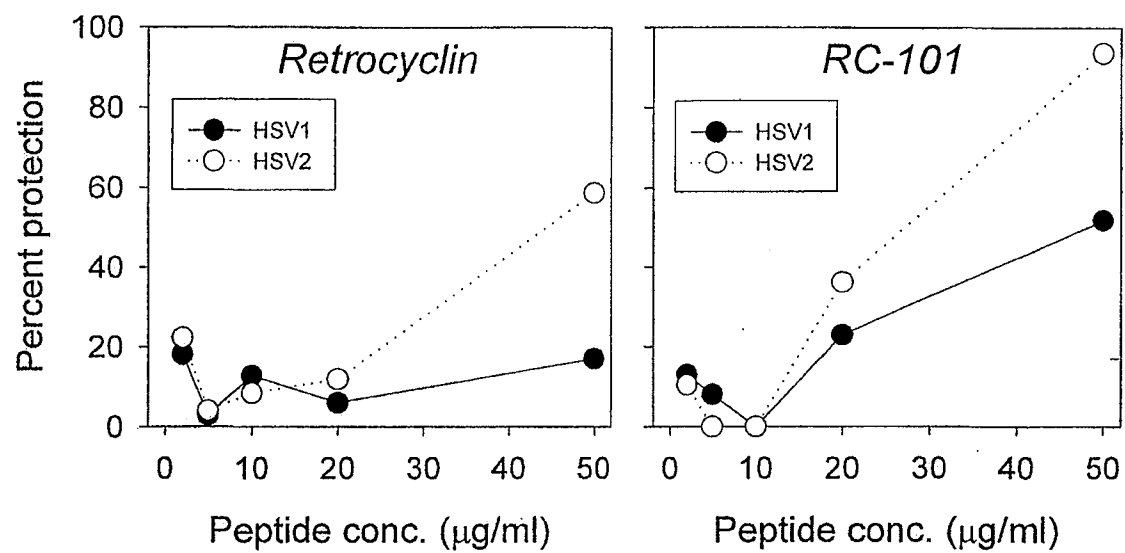 Percent protection
100
80
60
40
20
0
Retrocyclin
HSV1
HSV2
0 10 20 30 40 50
Peptide conc. (μg/ml)
RC-101
HSV1
HSV2
0 10 20 30 40 50
Peptide conc. (μg/ml)